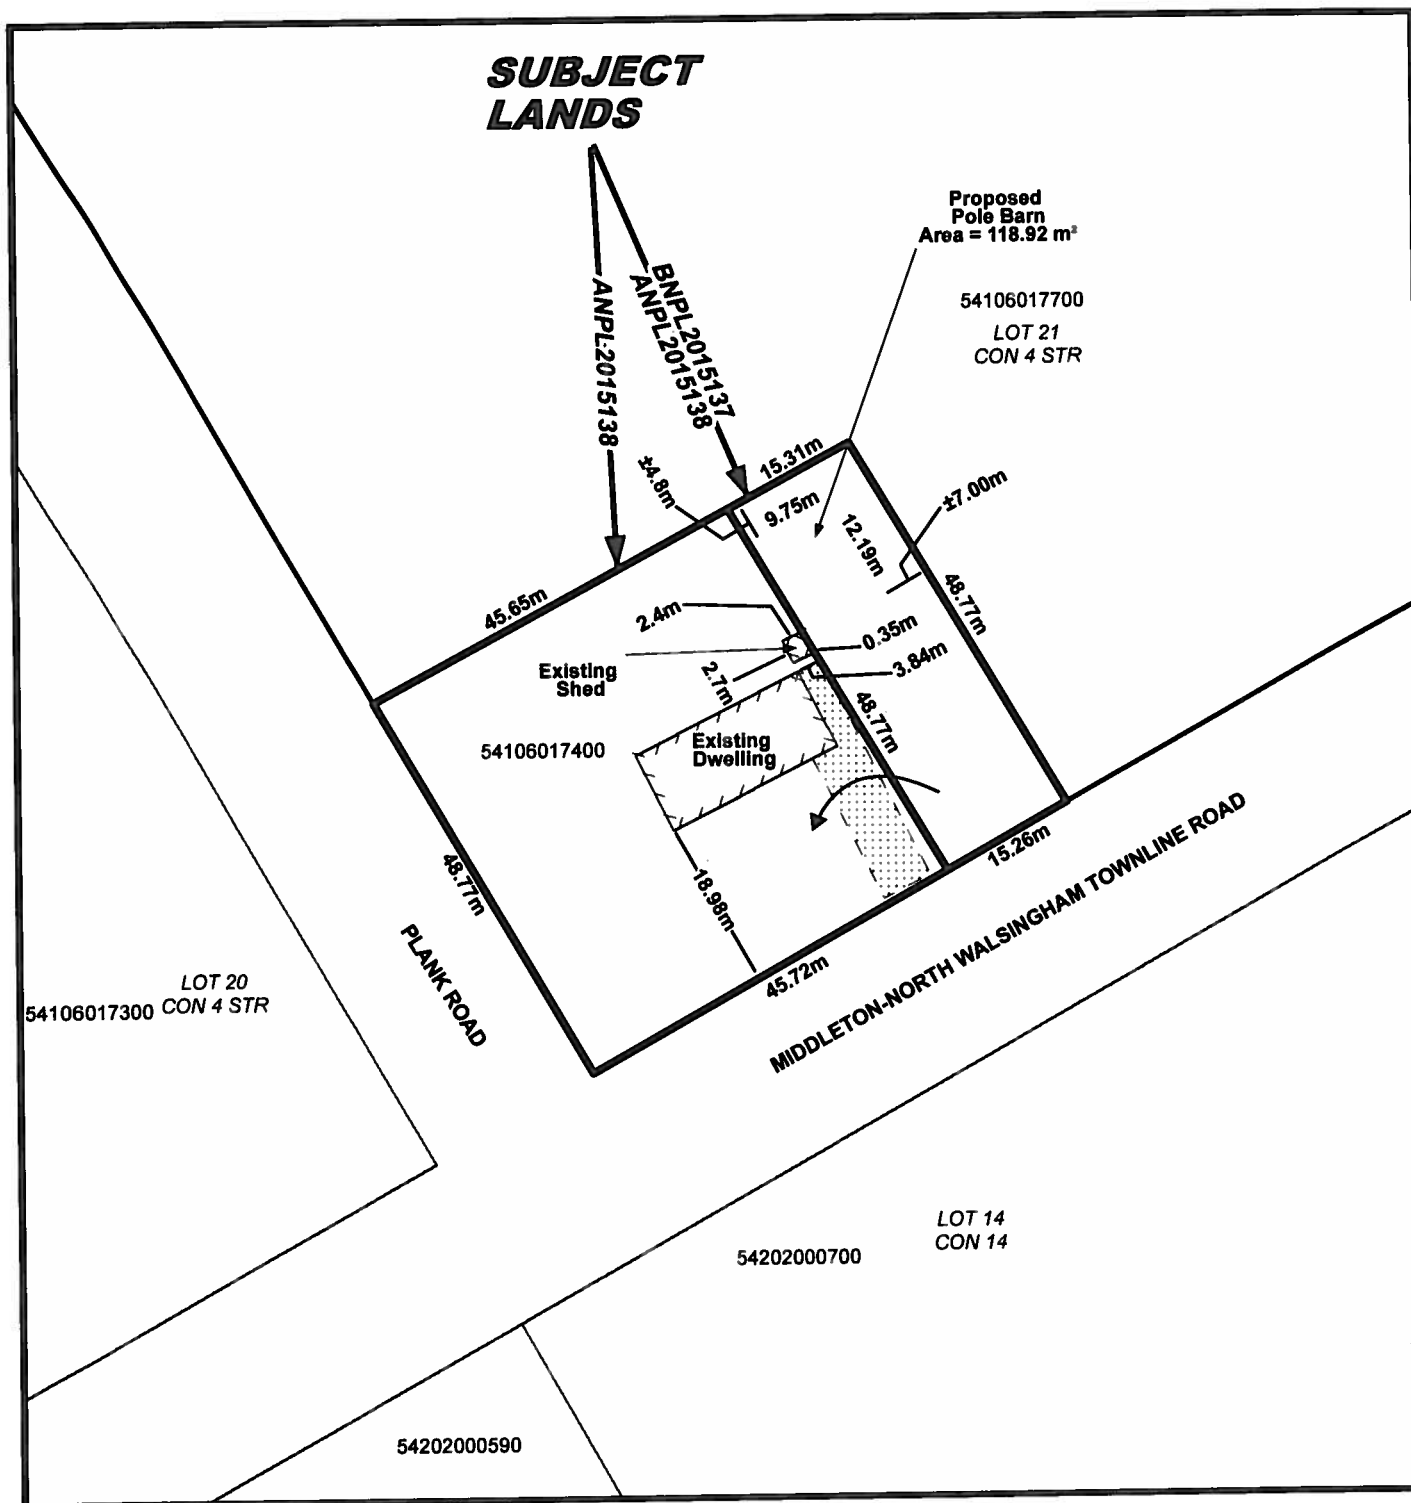 SUBJECT
LANDS
Proposed
Pole Barn
Area = 118.92 m²
54106017700
LOT 21
CON 4 STR
ANPL2015138
BNPL2015137
ANPL2015138
±4.8m
15.31m
9.75m
12.19m
±7.00m
48.77m
45.65m
2.4m
0.35m
3.84m
Existing
Shed
2.7m
48.77m
54106017400
Existing
Dwelling
48.77m
18.98m
45.72m
15.26m
PLANK ROAD
MIDDLETON-NORTH WALSINGHAM TOWNLINE ROAD
LOT 20
54106017300 CON 4 STR
LOT 14
CON 14
54202000700
54202000590